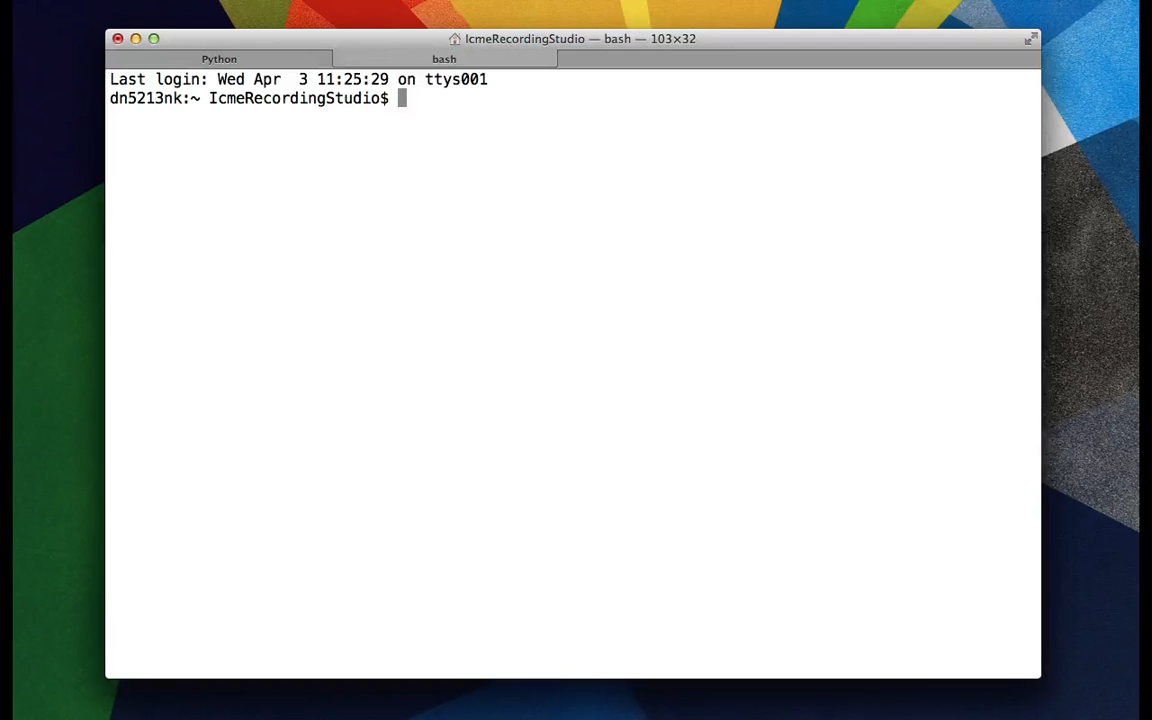 IcmeRecordingStudio — bash — 103×32
Python
bash
Last login: Wed Apr  3 11:25:29 on ttys001
dn5213nk:~ IcmeRecordingStudio$